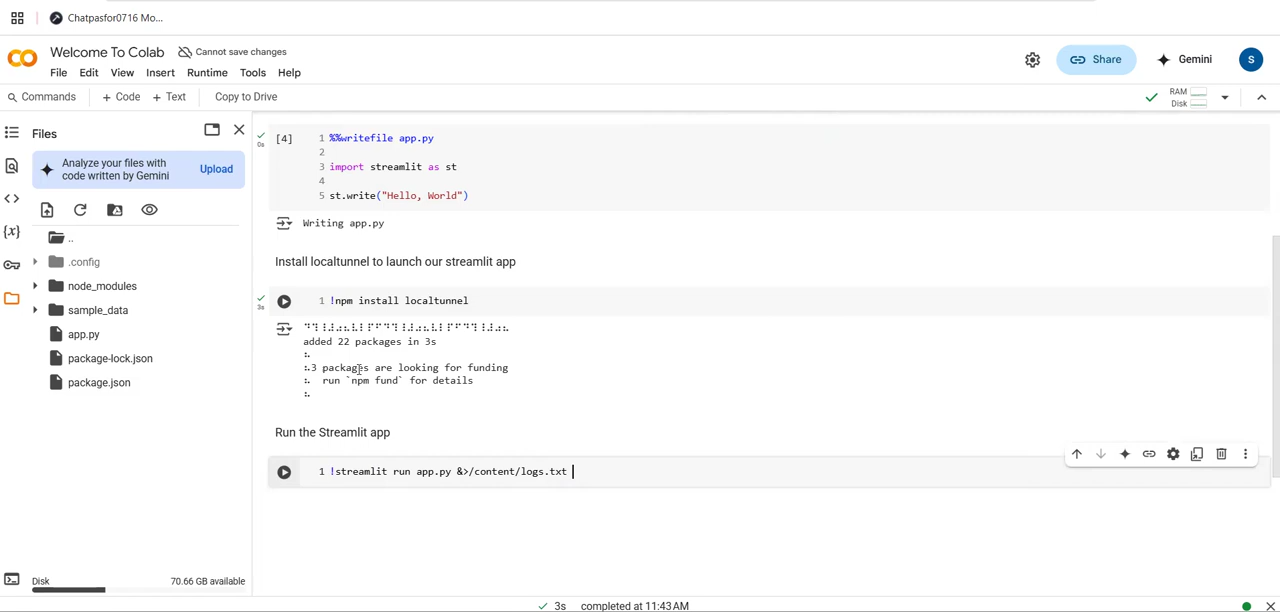 Chatpasfor0716 Mo...
Welcome To Colab
Cannot save changes
File Edit View Insert Runtime Tools Help
Share
Gemini
S
Commands + Code + Text Copy to Drive
RAM
Disk
Files
Analyze your files with
code written by Gemini
Upload
..
.config
node_modules
sample_data
app.py
package-lock.json
package.json
Disk 70.66 GB available
0s
[4]
1 %%writefile app.py
2
3 import streamlit as st
4
5 st.write("Hello, World")
Writing app.py
Install localtunnel to launch our streamlit app
3s
1 !npm install localtunnel
added 22 packages in 3s
3 packages are looking for funding
run `npm fund` for details
Run the Streamlit app
1 !streamlit run app.py &>/content/logs.txt
3s completed at 11:43 AM